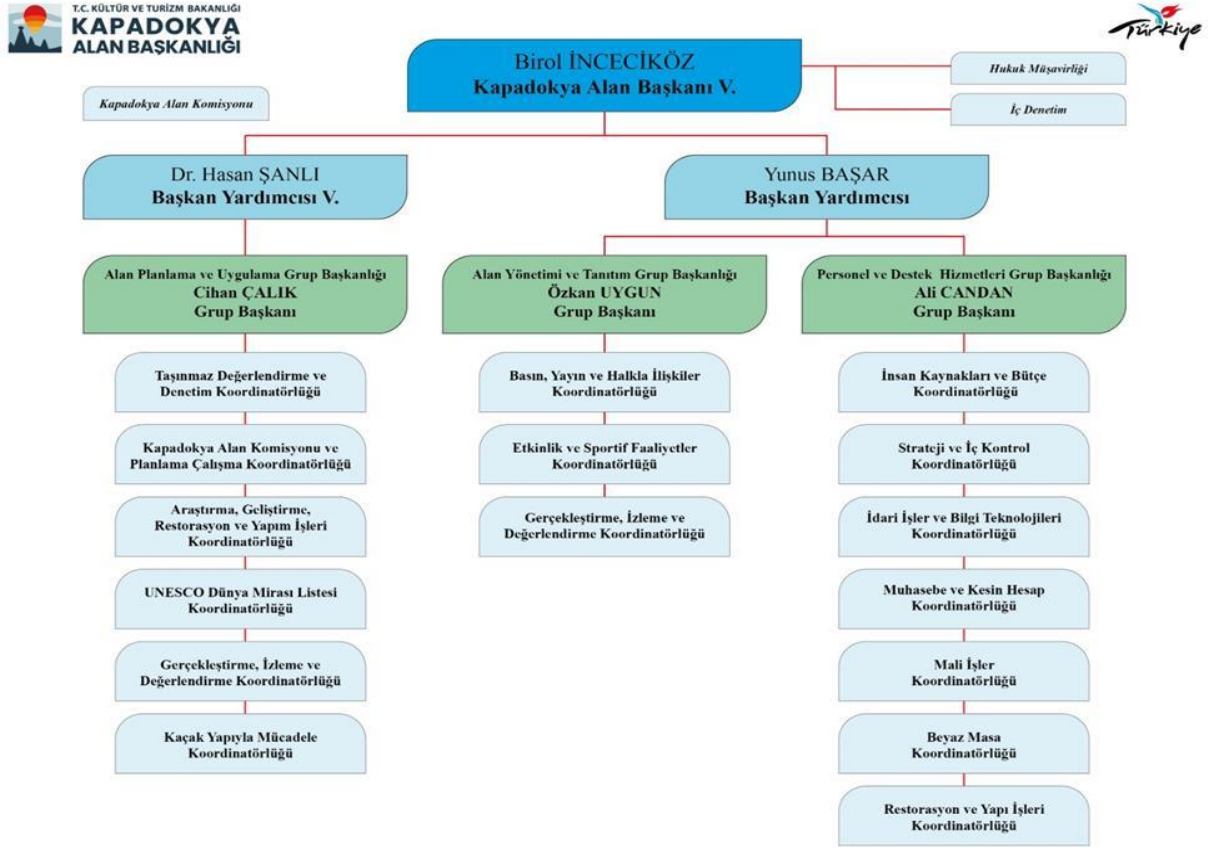 T.C. KÜLTÜR VE TURİZM BAKANLIĞI
KAPADOKYA
ALAN BAŞKANLIĞI
Türkiye
Birol İNCECİKÖZ
Kapadokya Alan Başkanı V.
Hukuk Müşavirliği
İç Denetim
Kapadokya Alan Komisyonu
Dr. Hasan ŞANLI
Başkan Yardımcısı V.
Yunus BAŞAR
Başkan Yardımcısı
Alan Planlama ve Uygulama Grup Başkanlığı
Cihan ÇALIK
Grup Başkanı
Alan Yönetimi ve Tanıtım Grup Başkanlığı
Özkan UYGUN
Grup Başkanı
Personel ve Destek Hizmetleri Grup Başkanlığı
Ali CANDAN
Grup Başkanı
Taşınmaz Değerlendirme ve
Denetim Koordinatörlüğü
Kapadokya Alan Komisyonu ve
Planlama Çalışma Koordinatörlüğü
Araştırma, Geliştirme,
Restorasyon ve Yapım İşleri
Koordinatörlüğü
UNESCO Dünya Mirası Listesi
Koordinatörlüğü
Gerçekleştirme, İzleme ve
Değerlendirme Koordinatörlüğü
Kaçak Yapıyla Mücadele
Koordinatörlüğü
Basın, Yayın ve Halkla İlişkiler
Koordinatörlüğü
Etkinlik ve Sportif Faaliyetler
Koordinatörlüğü
Gerçekleştirme, İzleme ve
Değerlendirme Koordinatörlüğü
İnsan Kaynakları ve Bütçe
Koordinatörlüğü
Strateji ve İç Kontrol
Koordinatörlüğü
İdari İşler ve Bilgi Teknolojileri
Koordinatörlüğü
Muhasebe ve Kesin Hesap
Koordinatörlüğü
Mali İşler
Koordinatörlüğü
Beyaz Masa
Koordinatörlüğü
Restorasyon ve Yapı İşleri
Koordinatörlüğü